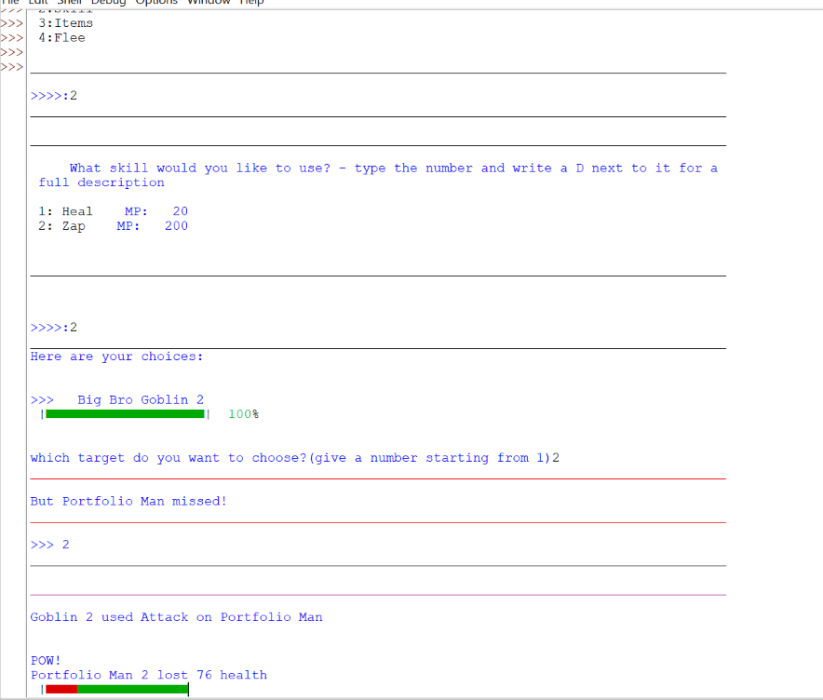 File Edit Shell Debug Options Window Help
>>> 2:Skill
>>> 3:Items
>>> 4:Flee
>>>
>>>
>>>>:2
What skill would you like to use? - type the number and write a D next to it for a
full description
1: Heal MP: 20
2: Zap MP: 200
>>>>:2
Here are your choices:
>>> Big Bro Goblin 2
| | 100%
which target do you want to choose?(give a number starting from 1)2
But Portfolio Man missed!
>>> 2
Goblin 2 used Attack on Portfolio Man
POW!
Portfolio Man 2 lost 76 health
|